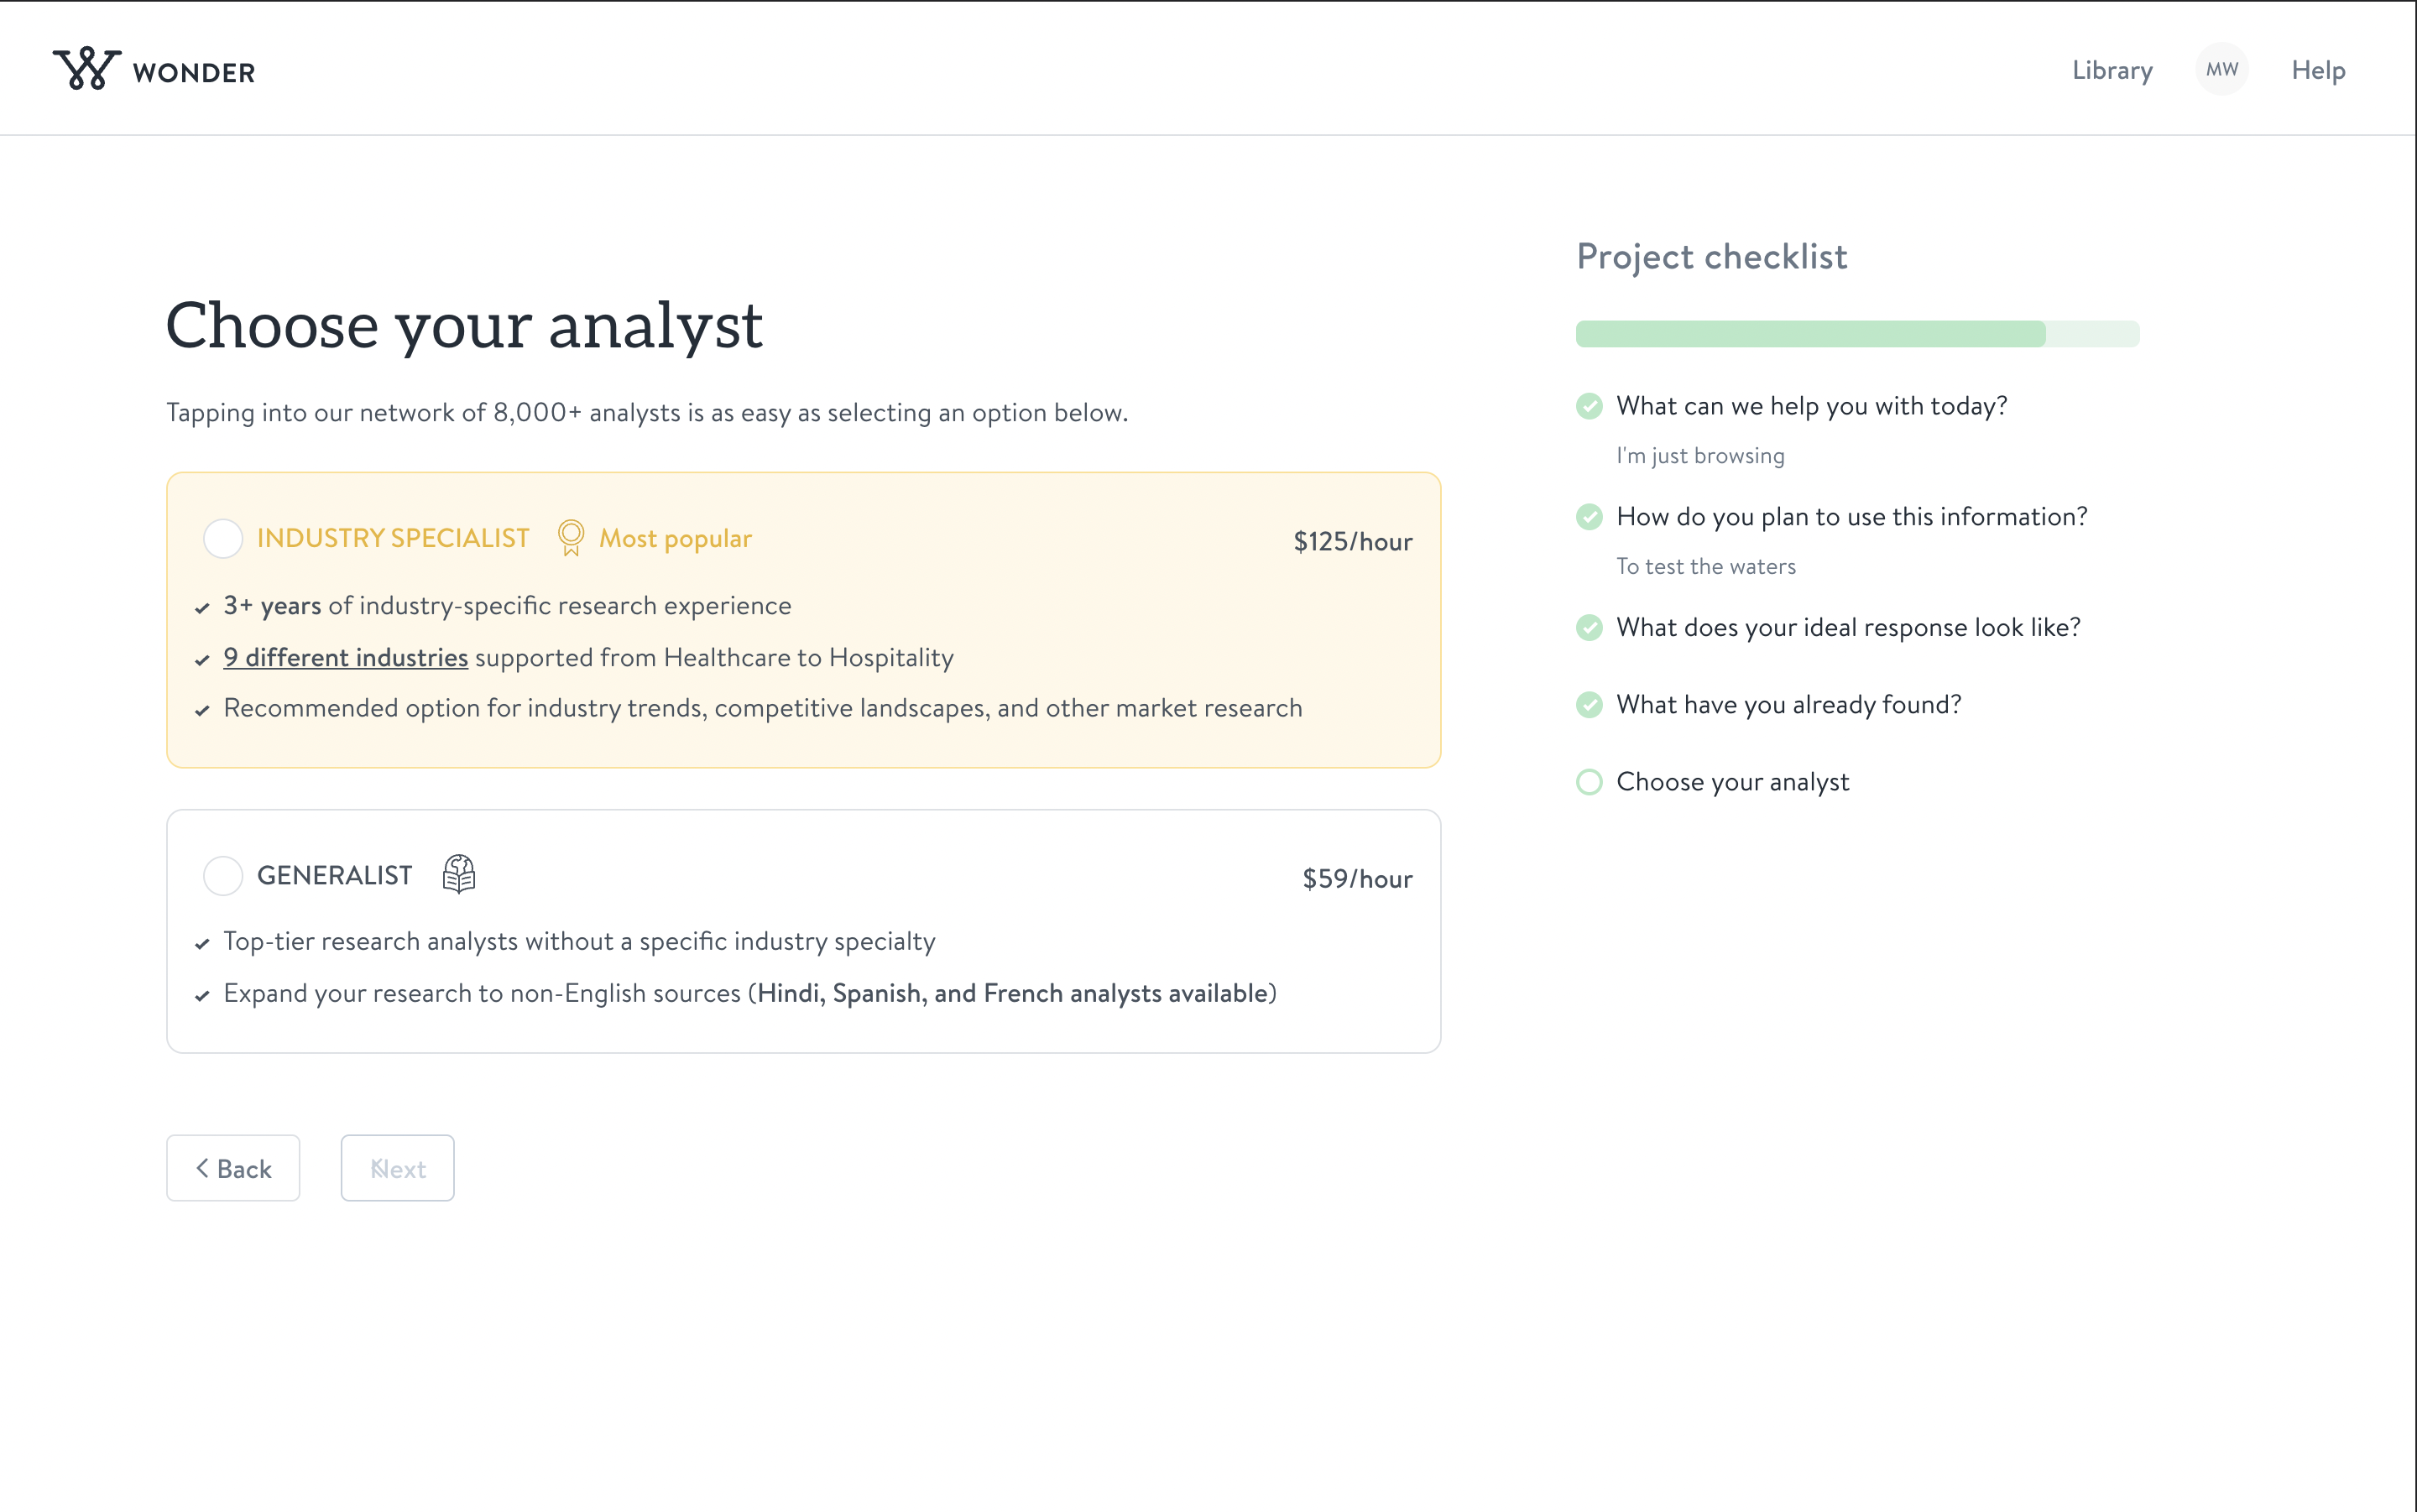 WONDER
Library
MW
Help
Choose your analyst
Tapping into our network of 8,000+ analysts is as easy as selecting an option below.
INDUSTRY SPECIALIST Most popular $125/hour
3+ years of industry-specific research experience
9 different industries supported from Healthcare to Hospitality
Recommended option for industry trends, competitive landscapes, and other market research
GENERALIST $59/hour
Top-tier research analysts without a specific industry specialty
Expand your research to non-English sources (Hindi, Spanish, and French analysts available)
Back
Next
Project checklist
What can we help you with today?
I'm just browsing
How do you plan to use this information?
To test the waters
What does your ideal response look like?
What have you already found?
Choose your analyst